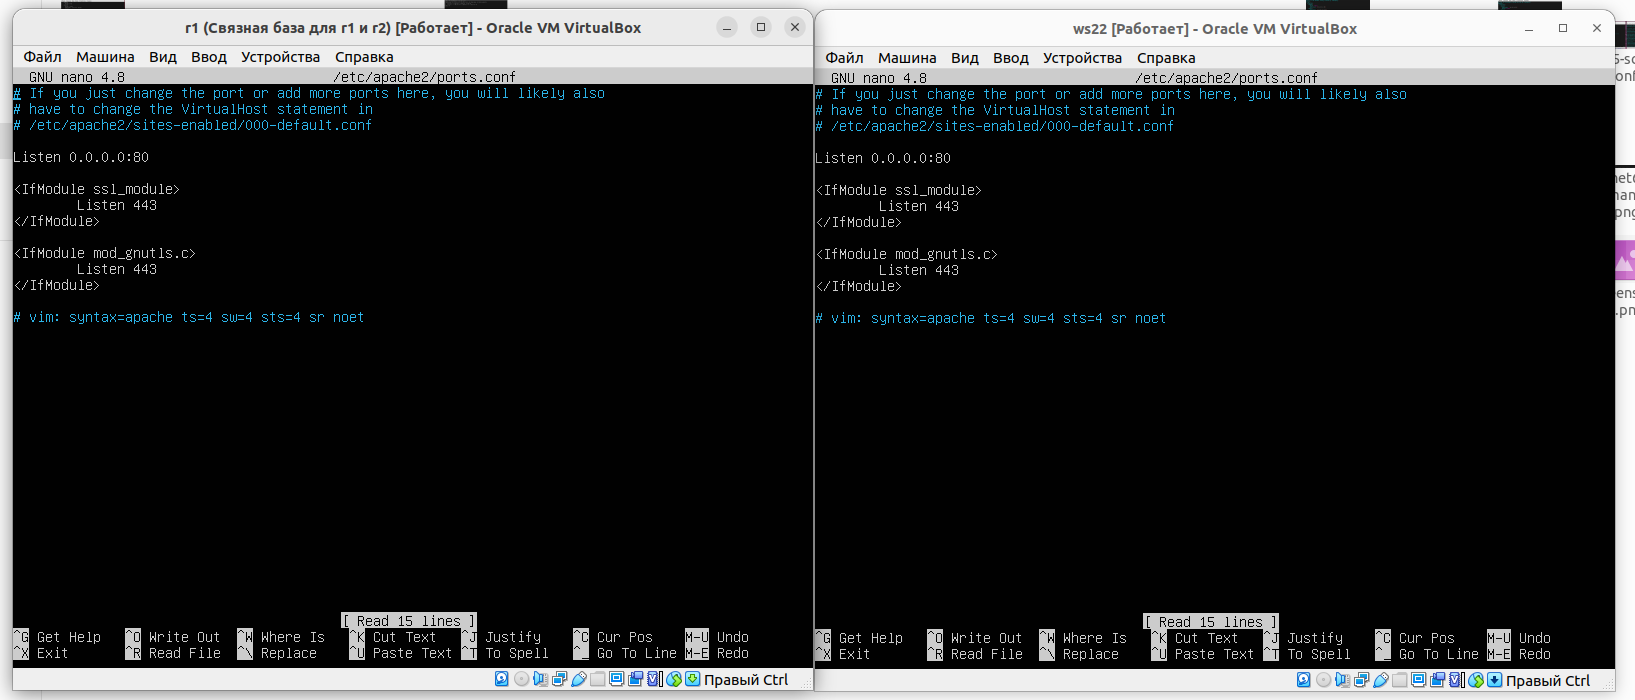 r1 (Связная база для r1 и r2) [Работает] - Oracle VM VirtualBox
Файл Машина Вид Ввод Устройства Справка
GNU nano 4.8 /etc/apache2/ports.conf
# If you just change the port or add more ports here, you will likely also
# have to change the VirtualHost statement in
# /etc/apache2/sites-enabled/000-default.conf
Listen 0.0.0.0:80
<IfModule ssl_module>
Listen 443
</IfModule>
<IfModule mod_gnutls.c>
Listen 443
</IfModule>
# vim: syntax=apache ts=4 sw=4 sts=4 sr noet
[ Read 15 lines ]
^G Get Help ^O Write Out ^W Where Is ^K Cut Text ^J Justify ^C Cur Pos M-U Undo
^X Exit ^R Read File ^\ Replace ^U Paste Text ^T To Spell ^_ Go To Line M-E Redo
Правый Ctrl
ws22 [Работает] - Oracle VM VirtualBox
Файл Машина Вид Ввод Устройства Справка
GNU nano 4.8 /etc/apache2/ports.conf
# If you just change the port or add more ports here, you will likely also
# have to change the VirtualHost statement in
# /etc/apache2/sites-enabled/000-default.conf
Listen 0.0.0.0:80
<IfModule ssl_module>
Listen 443
</IfModule>
<IfModule mod_gnutls.c>
Listen 443
</IfModule>
# vim: syntax=apache ts=4 sw=4 sts=4 sr noet
[ Read 15 lines ]
^G Get Help ^O Write Out ^W Where Is ^K Cut Text ^J Justify ^C Cur Pos M-U Undo
^X Exit ^R Read File ^\ Replace ^U Paste Text ^T To Spell ^_ Go To Line M-E Redo
Правый Ctrl